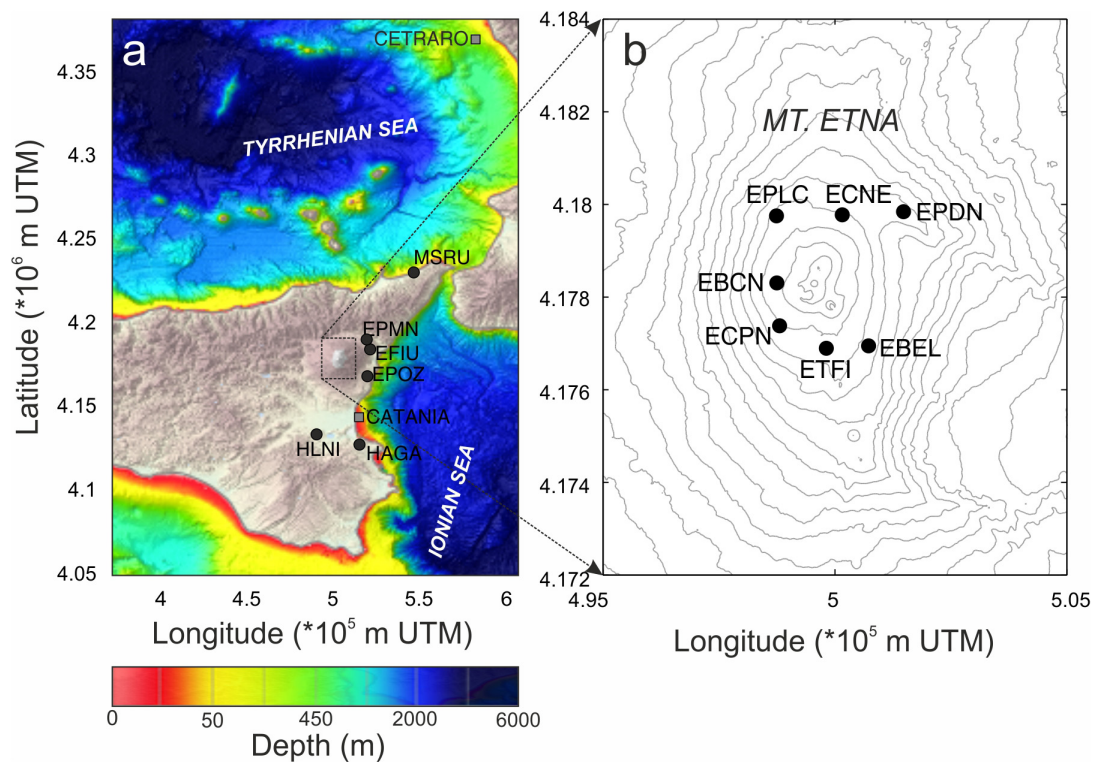 a
CETRARO
TYRRHENIAN SEA
MSRU
EPMN
EFIU
EPOZ
CATANIA
HLNI
HAGA
IONIAN SEA
4.35
4.3
4.25
4.2
4.15
4.1
4.05
Latitude (*10⁶ m UTM)
4
4.5
5
5.5
6
Longitude (*10⁵ m UTM)
0
50
450
2000
6000
Depth (m)
b
MT. ETNA
EPLC
ECNE
EPDN
EBCN
ECPN
ETFI
EBEL
4.184
4.182
4.18
4.178
4.176
4.174
4.172
4.95
5
5.05
Longitude (*10⁵ m UTM)